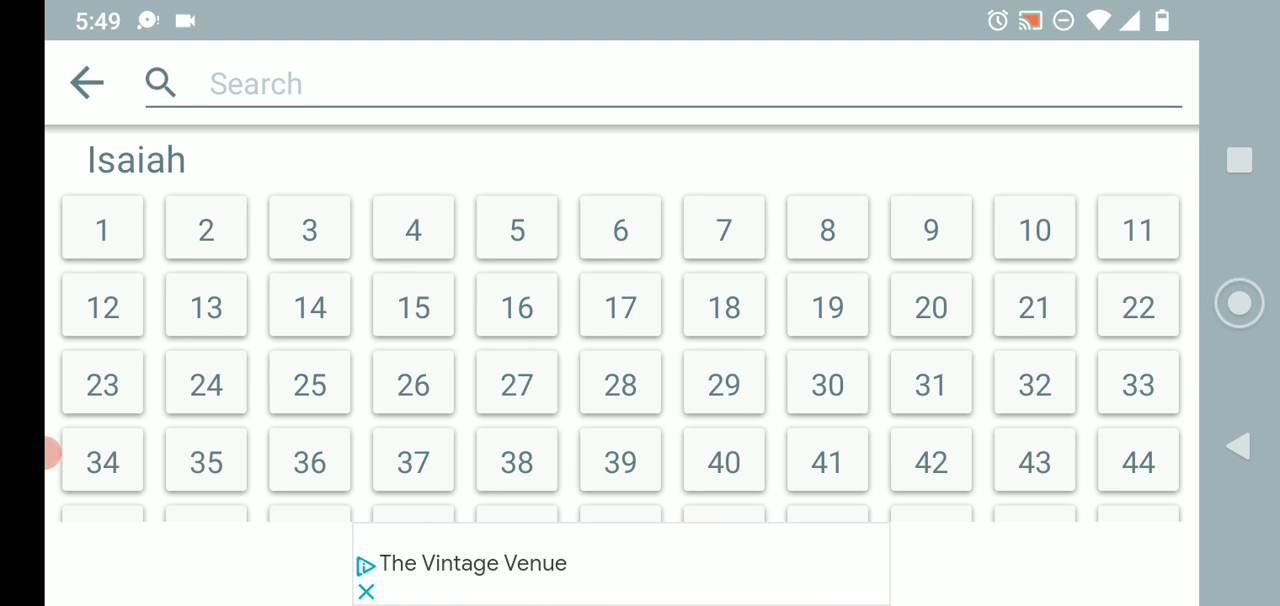 5:49
Search
Isaiah
1 2 3 4 5 6 7 8 9 10 11
12 13 14 15 16 17 18 19 20 21 22
23 24 25 26 27 28 29 30 31 32 33
34 35 36 37 38 39 40 41 42 43 44
The Vintage Venue